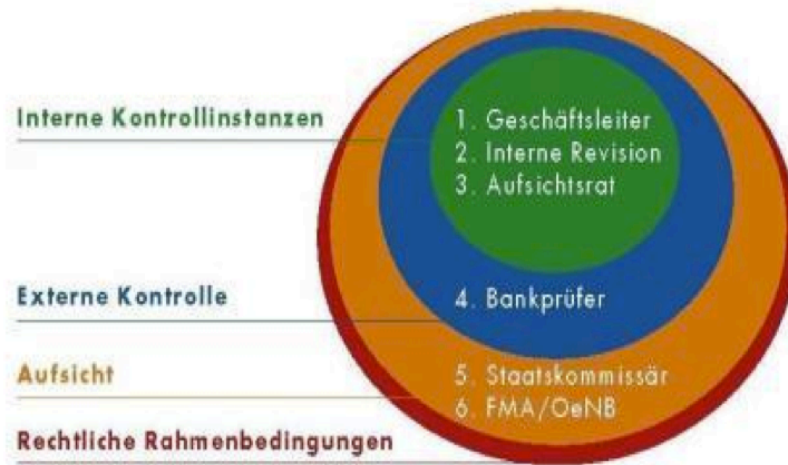 Interne Kontrollinstanzen
1. Geschäftsleiter
2. Interne Revision
3. Aufsichtsrat
Externe Kontrolle
4. Bankprüfer
Aufsicht
5. Staatskommissär
6. FMA/OeNB
Rechtliche Rahmenbedingungen